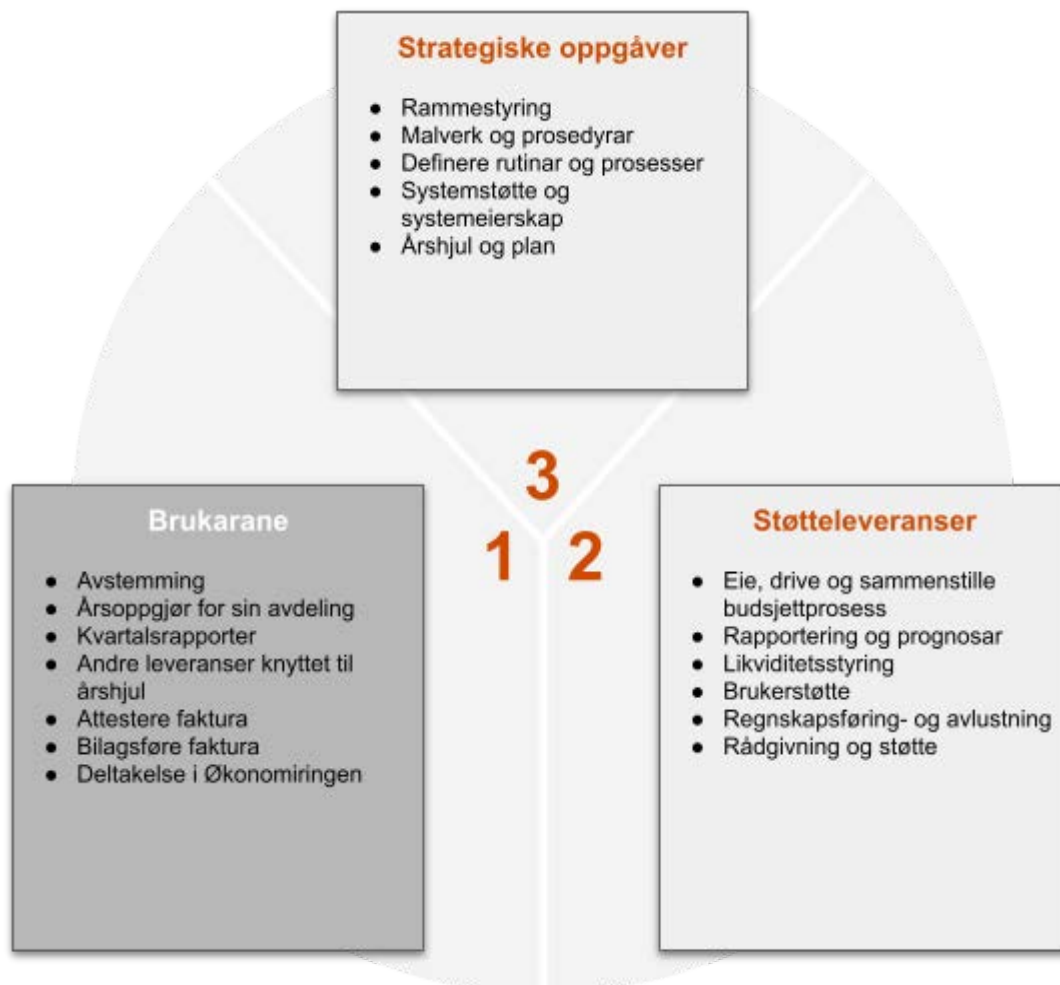 Strategiske oppgåver
● Rammestyring
● Malverk og prosedyrar
● Definere rutinar og prosesser
● Systemstøtte og
systemeierskap
● Årshjul og plan
3
1
2
Brukarane
● Avstemming
● Årsoppgjør for sin avdeling
● Kvartalsrapporter
● Andre leveranser knyttet til
årshjul
● Attestere faktura
● Bilagsføre faktura
● Deltakelse i Økonomiringen
Støtteleveranser
● Eie, drive og sammenstille
budsjettprosess
● Rapportering og prognosar
● Likviditetsstyring
● Brukerstøtte
● Regnskapsføring- og avlustning
● Rådgivning og støtte